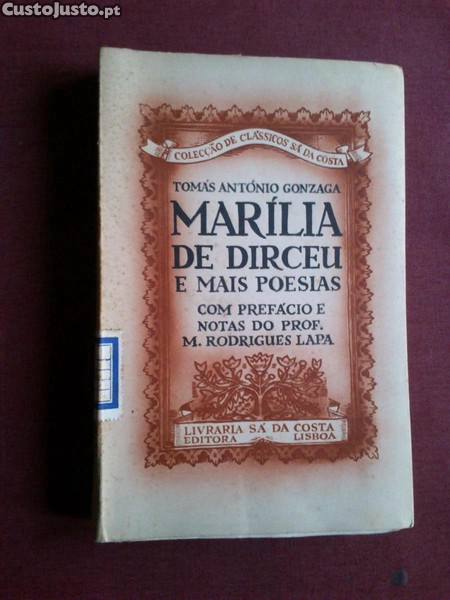 CustoJusto.pt
COLECÇÃO DE CLÁSSICOS SÁ DA COSTA
TOMÁS ANTÓNIO GONZAGA
MARÍLIA
DE DIRCEU
E MAIS POESIAS
COM PREFÁCIO E
NOTAS DO PROF.
M. RODRIGUES LAPA
LIVRARIA SÁ DA COSTA
EDITORA LISBOA